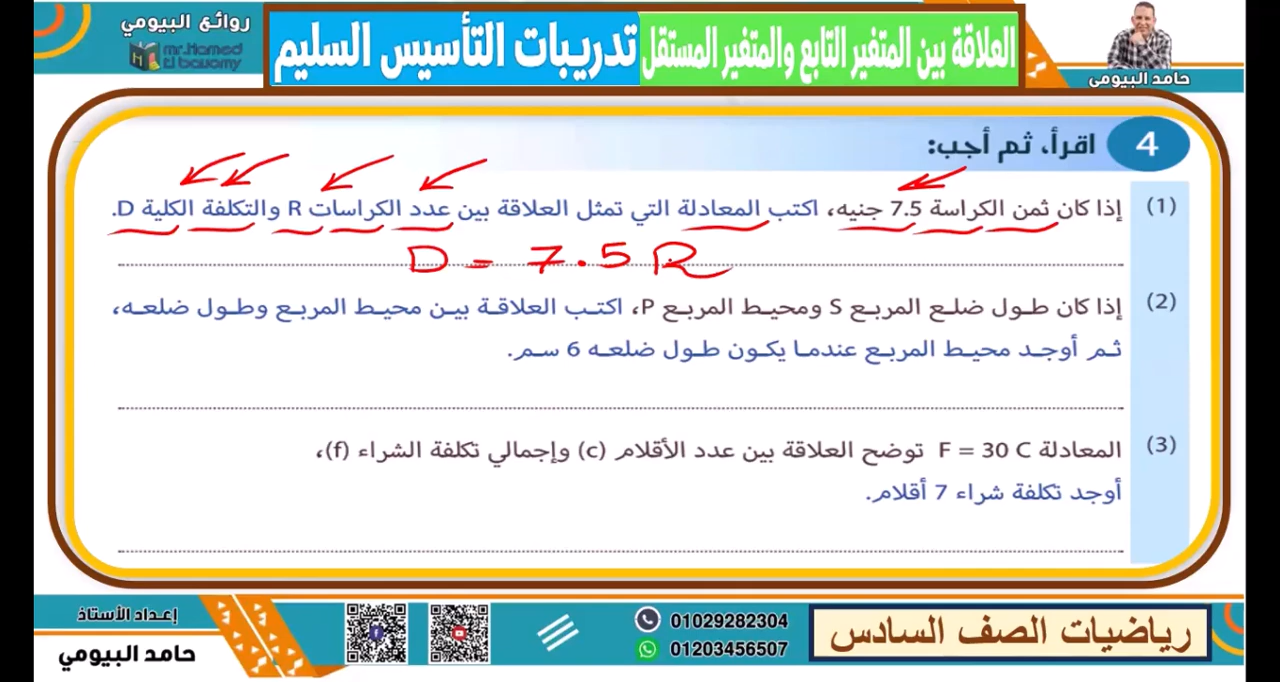 روائع البيومي
mr.Hamed
El bauomy
العلاقة بين المتغير التابع والمتغير المستقل
تدريبات التأسيس السليم
حامد البيومى
4 اقرأ، ثم أجب:
(1) إذا كان ثمن الكراسة 7.5 جنيه، اكتب المعادلة التي تمثل العلاقة بين عدد الكراسات R والتكلفة الكلية D.
D = 7.5 R
(2) إذا كان طول ضلع المربع S ومحيط المربع P، اكتب العلاقة بين محيط المربع وطول ضلعه،
ثم أوجد محيط المربع عندما يكون طول ضلعه 6 سم.
(3) المعادلة F = 30 C توضح العلاقة بين عدد الأقلام (c) وإجمالي تكلفة الشراء (f)،
أوجد تكلفة شراء 7 أقلام.
إعداد الأستاذ
حامد البيومي
01029282304
01203456507
رياضيات الصف السادس